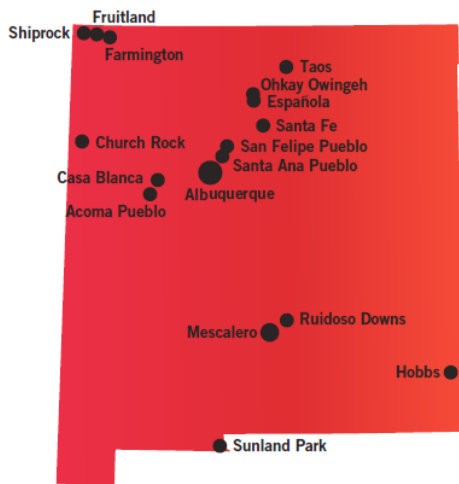 Fruitland
Shiprock
Farmington
Taos
Ohkay Owingeh
Española
Santa Fe
Church Rock
San Felipe Pueblo
Santa Ana Pueblo
Casa Blanca
Albuquerque
Acoma Pueblo
Ruidoso Downs
Mescalero
Hobbs
Sunland Park